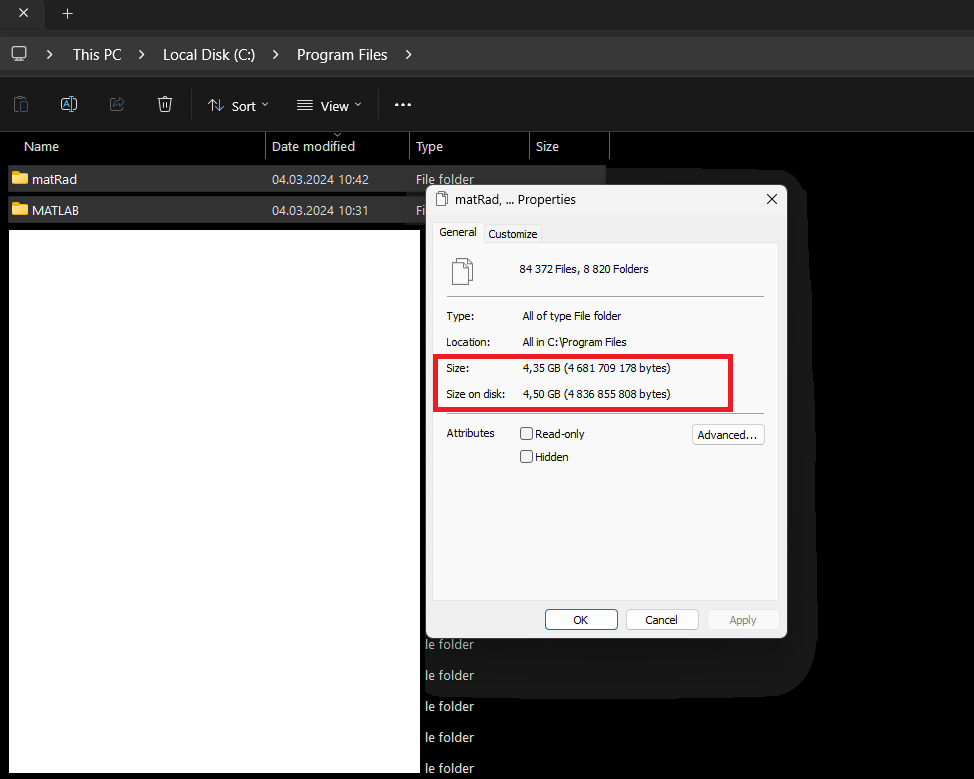 This PC > Local Disk (C:) > Program Files >
Sort View ...
Name Date modified Type Size
matRad 04.03.2024 10:42 File folder
MATLAB 04.03.2024 10:31 Fi
matRad, ... Properties
General Customize
84 372 Files, 8 820 Folders
Type: All of type File folder
Location: All in C:\Program Files
Size: 4,35 GB (4 681 709 178 bytes)
Size on disk: 4,50 GB (4 836 855 808 bytes)
Attributes Read-only Advanced...
Hidden
OK Cancel Apply
le folder
le folder
le folder
le folder
le folder